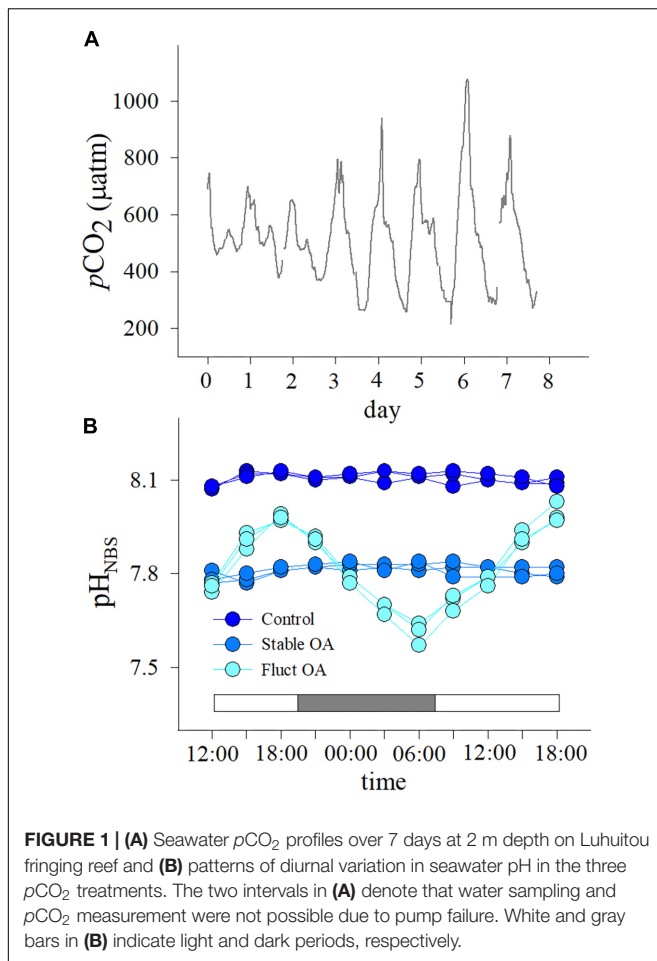 A
pCO2 (μatm)
1000
800
600
400
200
0 1 2 3 4 5 6 7 8
day
B
pHNBS
8.1
7.8
7.5
Control
Stable OA
Fluct OA
12:00 18:00 00:00 06:00 12:00 18:00
time
FIGURE 1 | (A) Seawater pCO2 profiles over 7 days at 2 m depth on Luhuitou
fringing reef and (B) patterns of diurnal variation in seawater pH in the three
pCO2 treatments. The two intervals in (A) denote that water sampling and
pCO2 measurement were not possible due to pump failure. White and gray
bars in (B) indicate light and dark periods, respectively.